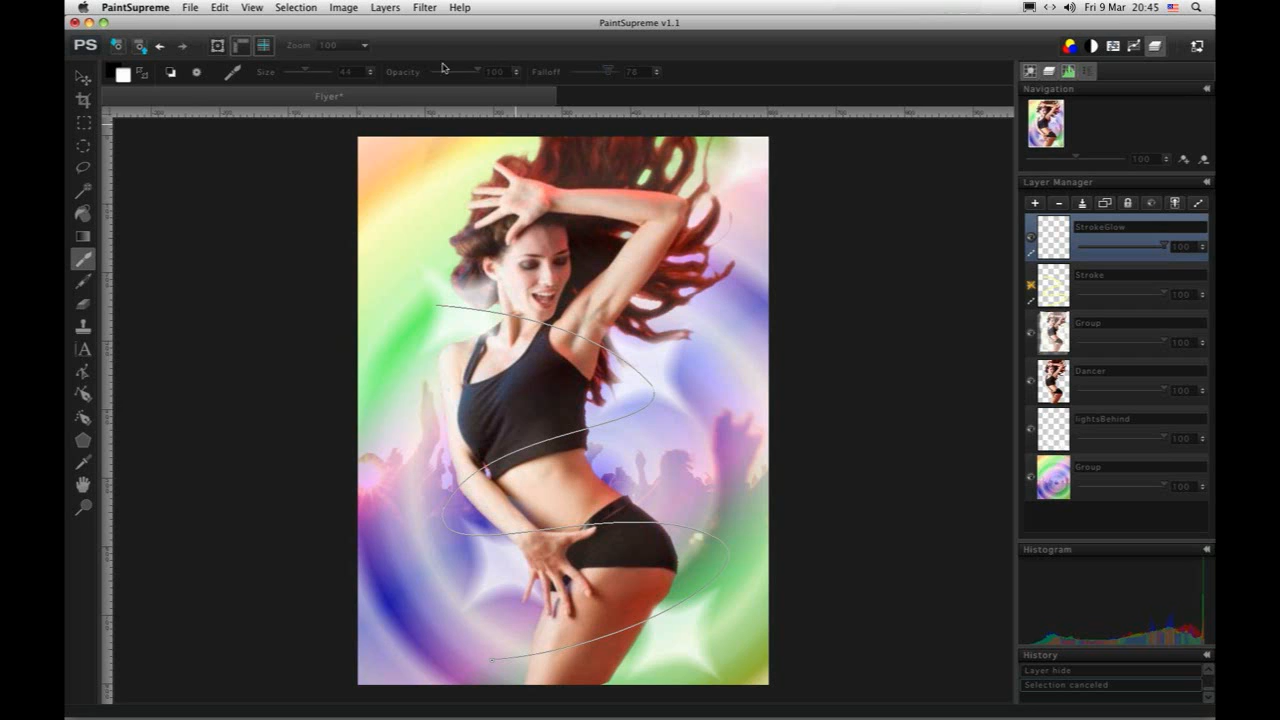 PaintSupreme File Edit View Selection Image Layers Filter Help Fri 9 Mar 20:45
PaintSupreme v1.1
PS Zoom 100
Size 44 Opacity 100 Falloff 78
Flyer*
Navigation
100
Layer Manager
StrokeGlow
100
Stroke
100
Group
100
Dancer
100
lightsBehind
100
Group
100
Histogram
History
Layer hide
Selection canceled